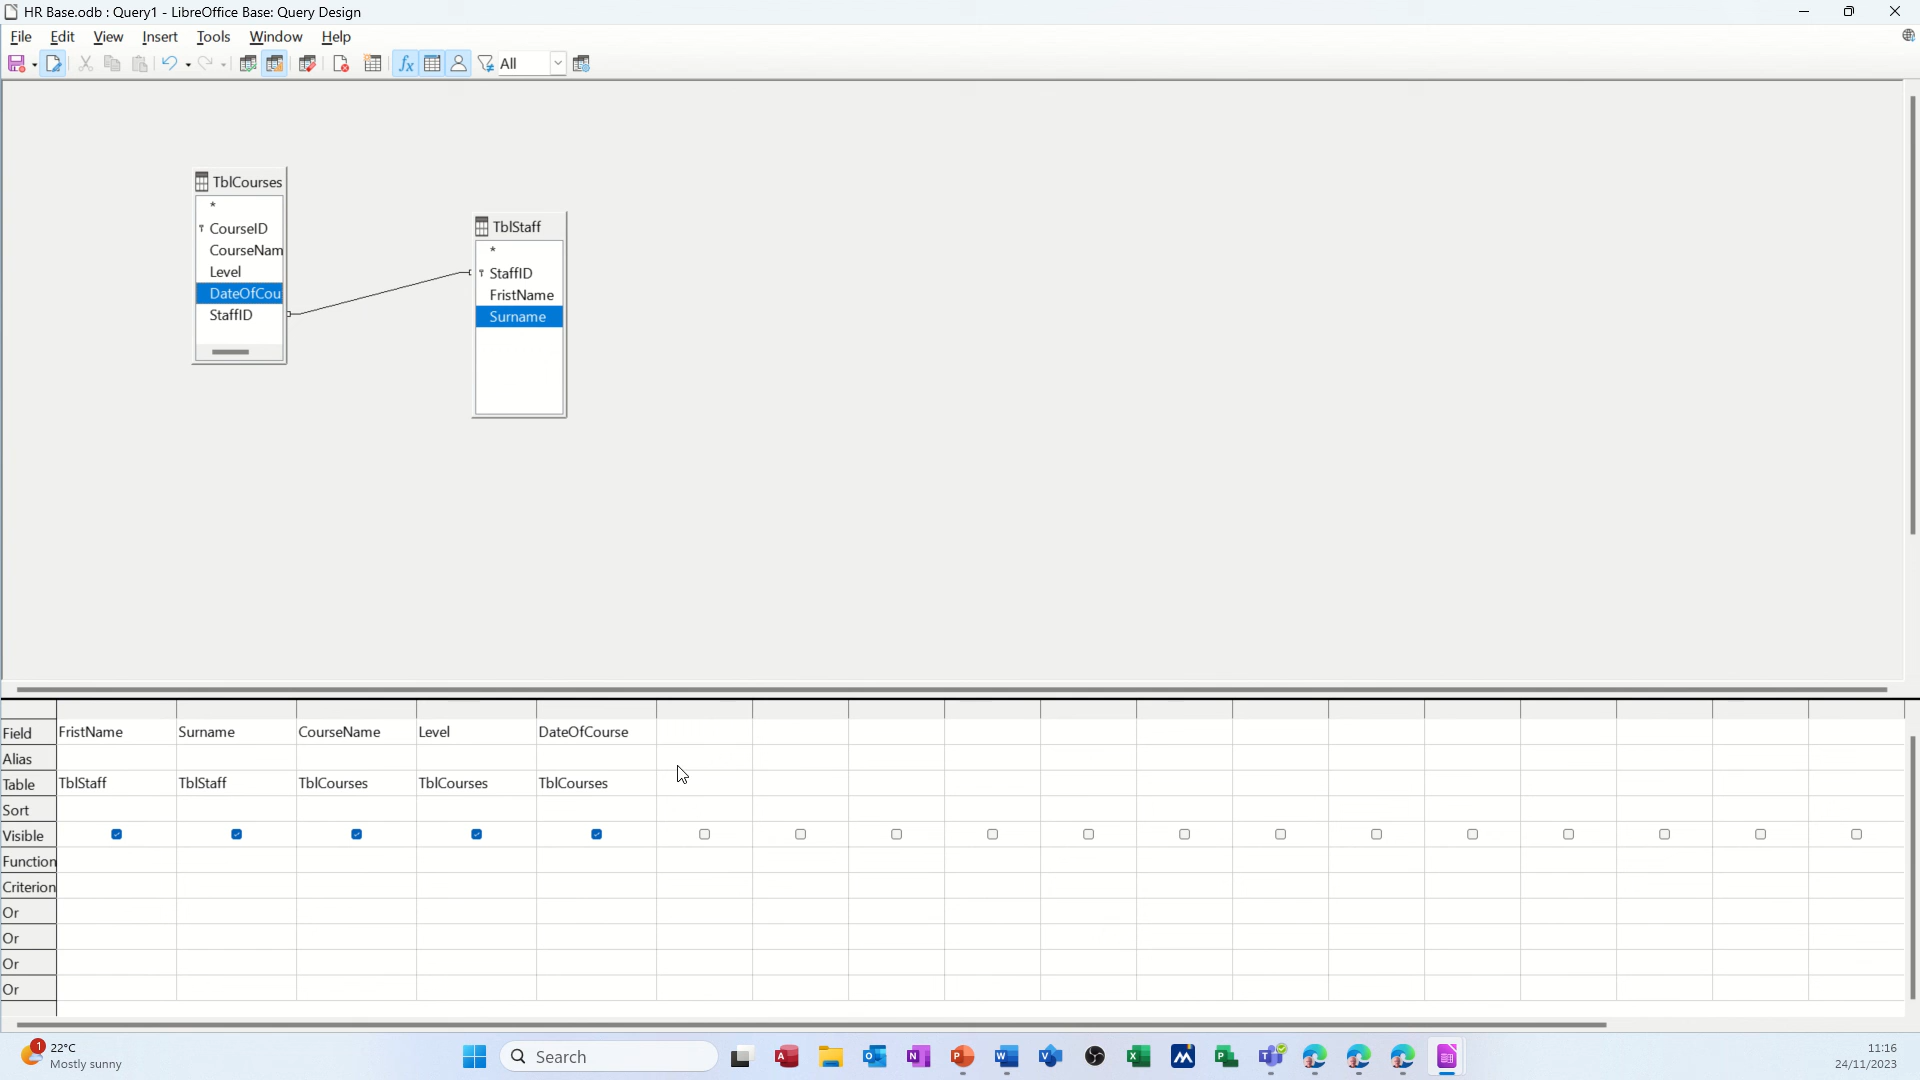 HR Base.odb : Query1 - LibreOffice Base: Query Design
File Edit View Insert Tools Window Help
All
TblCourses
*
CourseID
CourseNam
Level
DateOfCou
StaffID
TblStaff
*
StaffID
FristName
Surname
Field FristName Surname CourseName Level DateOfCourse
Alias
Table TblStaff TblStaff TblCourses TblCourses TblCourses
Sort
Visible
Function
Criterion
Or
Or
Or
Or
1 22°C
Mostly sunny
Search
11:16
24/11/2023